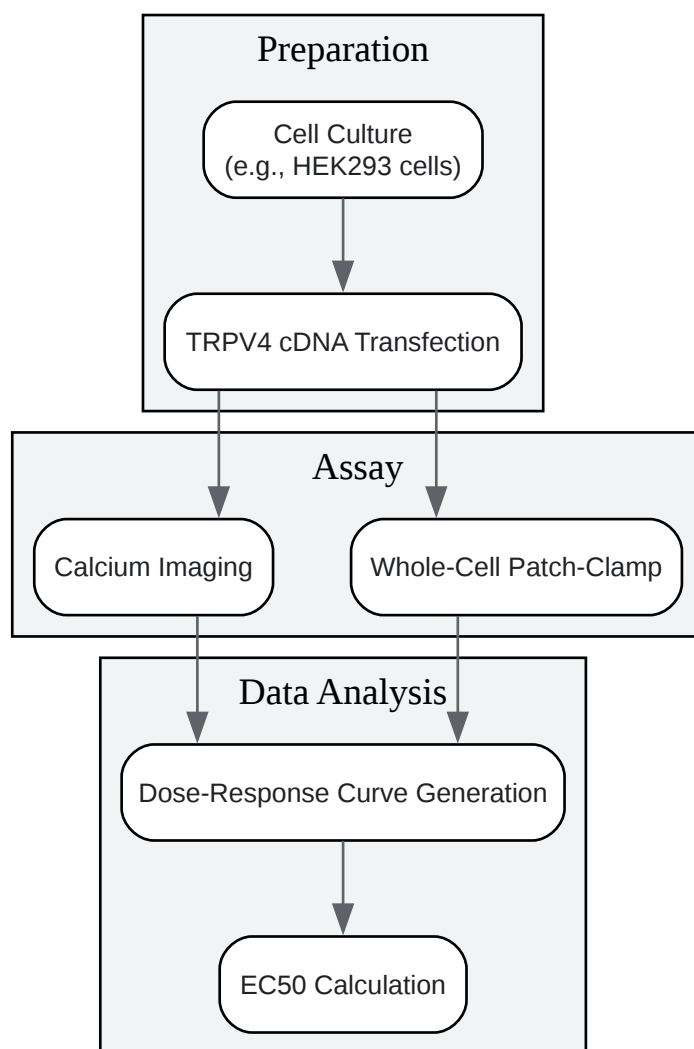 Preparation
Cell Culture
(e.g., HEK293 cells)
TRPV4 cDNA Transfection
Assay
Calcium Imaging
Whole-Cell Patch-Clamp
Data Analysis
Dose-Response Curve Generation
EC50 Calculation